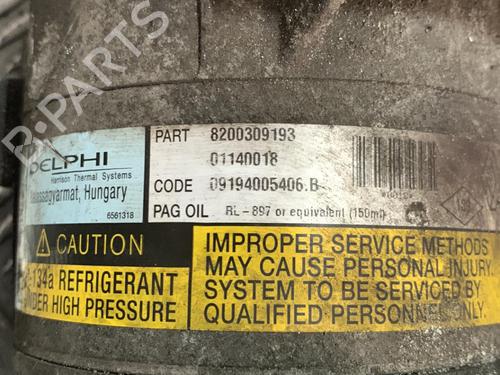 B-PARTS
DELPHI
Harrison Thermal Systems
Hungary
6561318
PART 8200309193
01140018
CODE 09194005406.B
PAG OIL RL-897 or equivalent (150ml)
CAUTION
134a REFRIGERANT
UNDER HIGH PRESSURE
IMPROPER SERVICE METHODS
MAY CAUSE PERSONAL INJURY
SYSTEM TO BE SERVICED BY
QUALIFIED PERSONNEL ONLY.